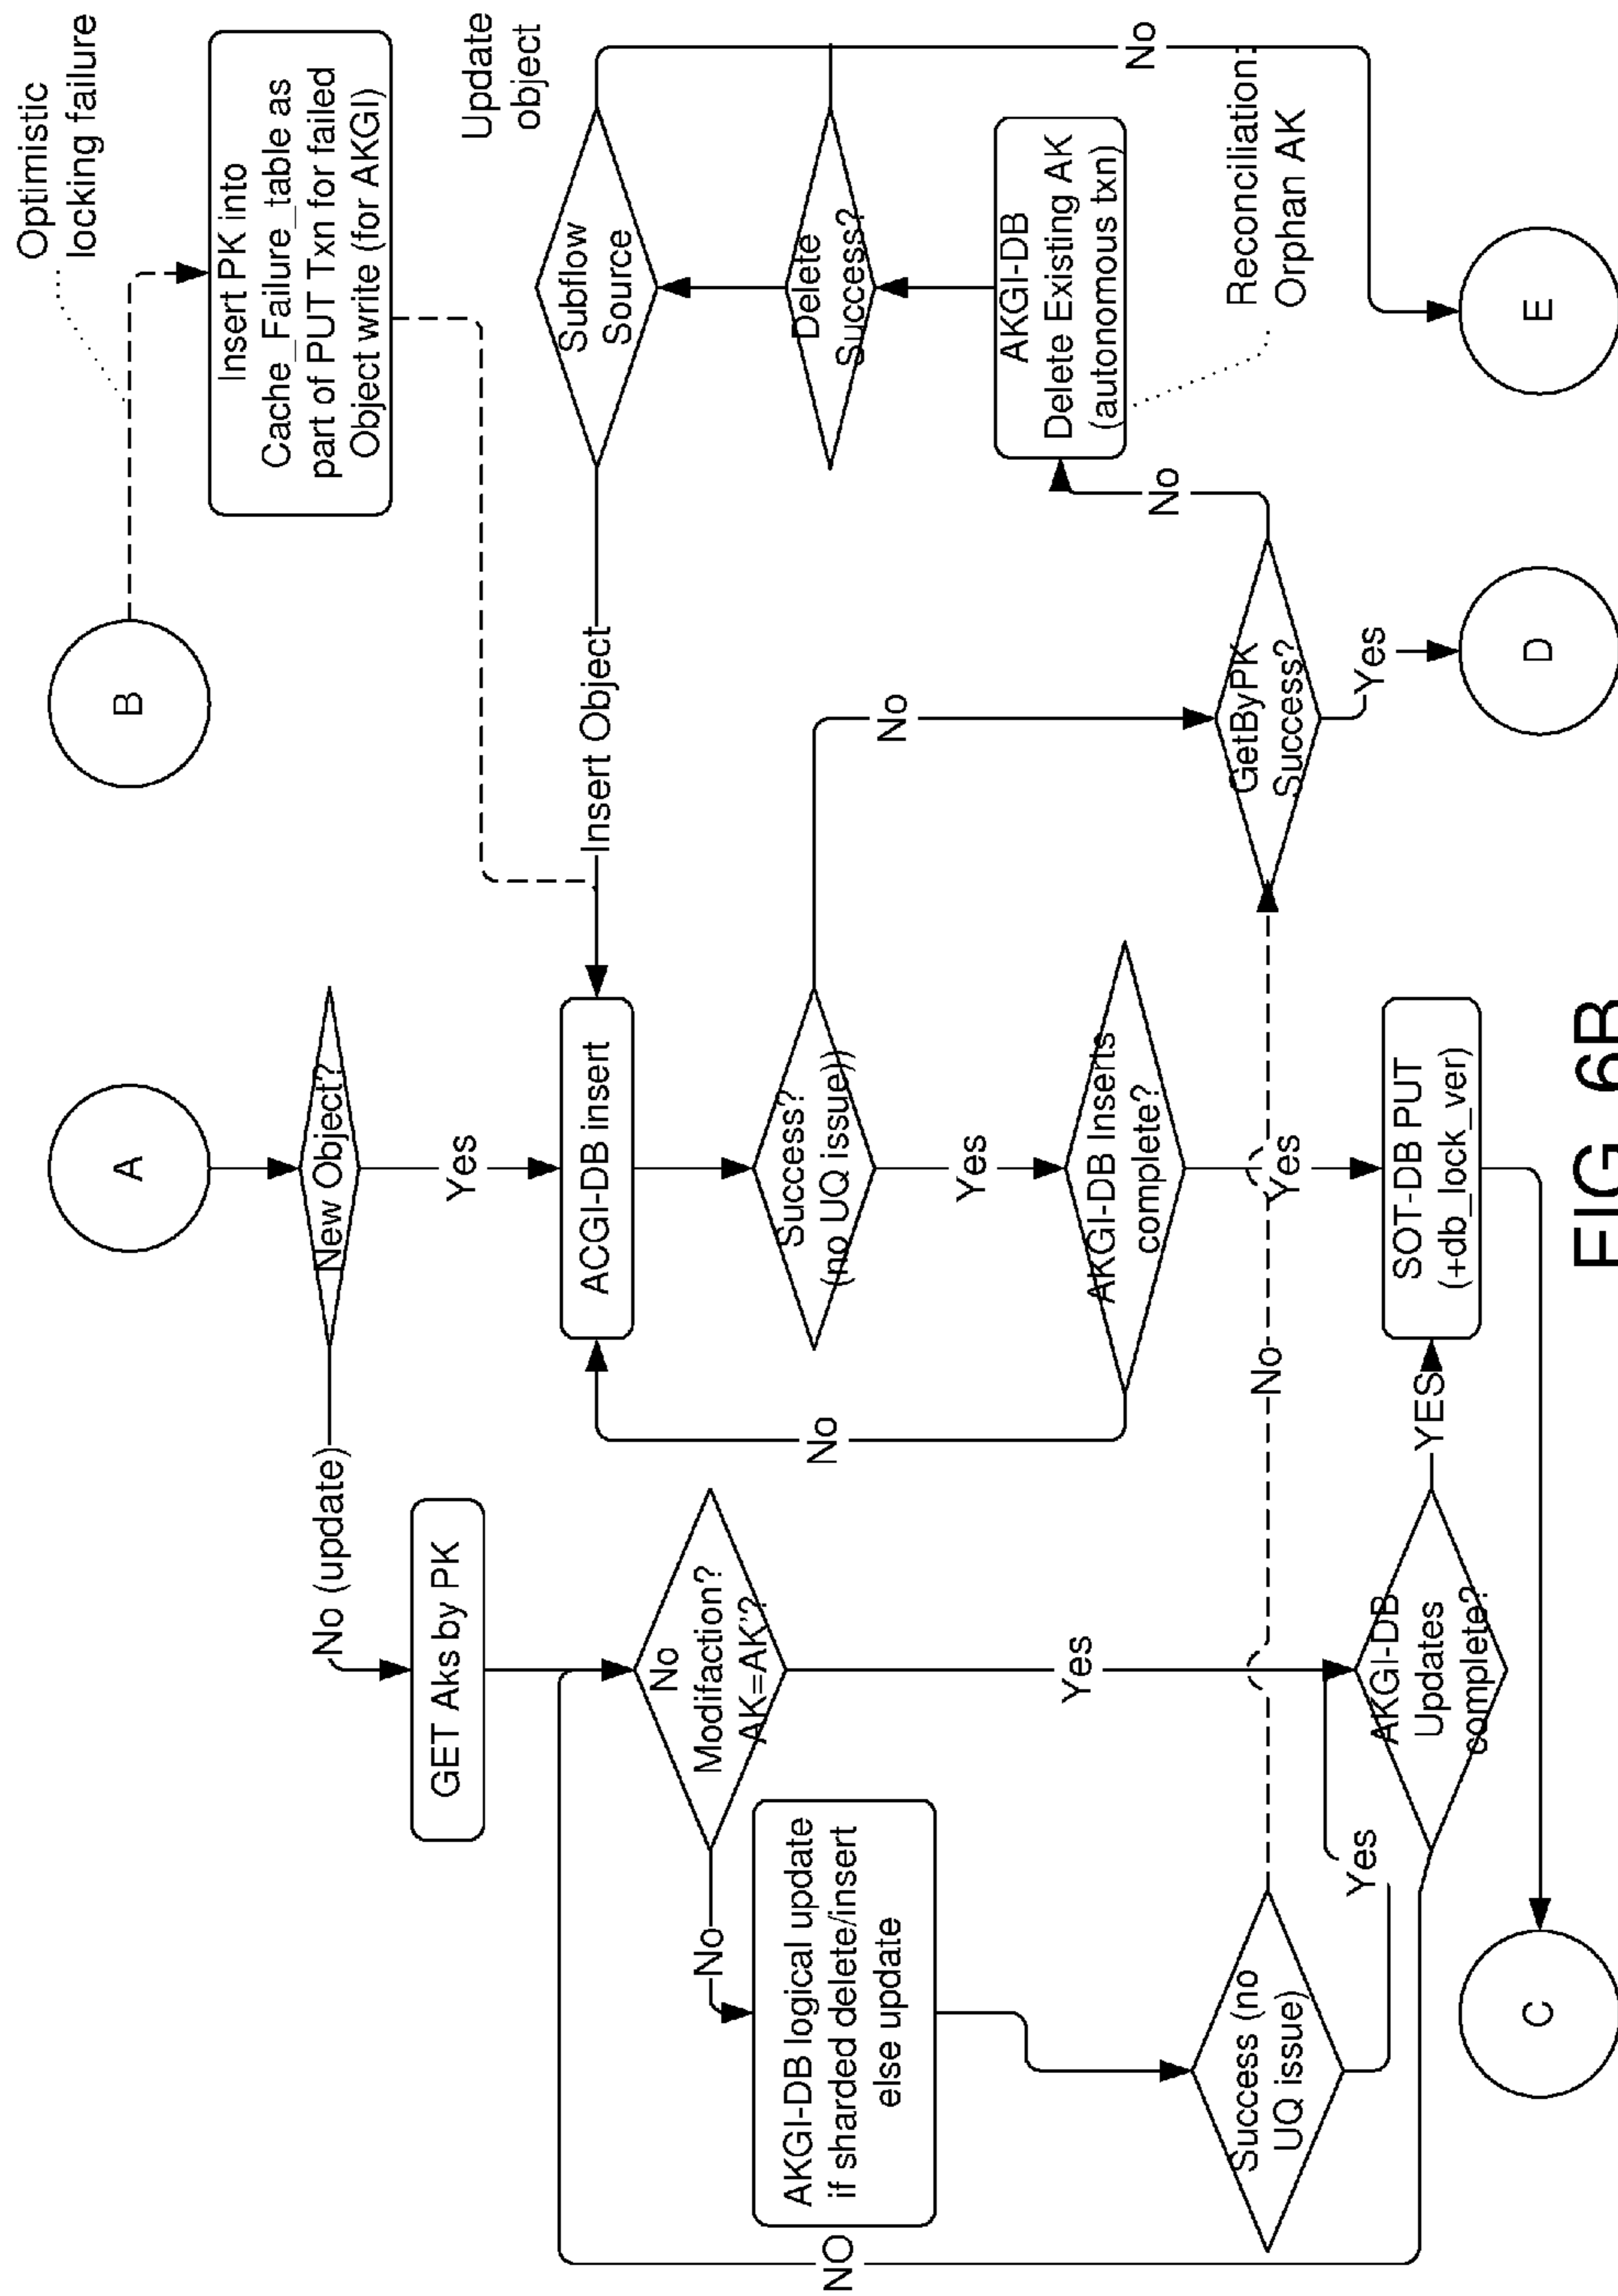 Optimistic
locking failure
B
Insert PK into
Cache_Failure_table as
part of PUT Txn for failed
Object write (for AKGI)
A
New Object?
No (update)
Yes
GET Aks by PK
ACGI-DB insert
Insert Object
Subflow
Source
Update
object
No
Modifaction?
AK=AK'?
No
AKGI-DB logical update
if sharded delete/insert
else update
NO
Success?
(no UQ issue))
No
No
Yes
Delete
Success?
AKGI-DB Inserts
complete?
AKGI-DB
Delete Existing AK
(autonomous txn)
No
No
Yes
Success (no
UQ issue)
No
Yes
GetByPK
Success?
Reconciliation:
Orphan AK
Yes
Yes
AKGI-DB
Updates
complete?
YES
SOT-DB PUT
(+db_lock_ver)
C
D
E
FIG. 6B